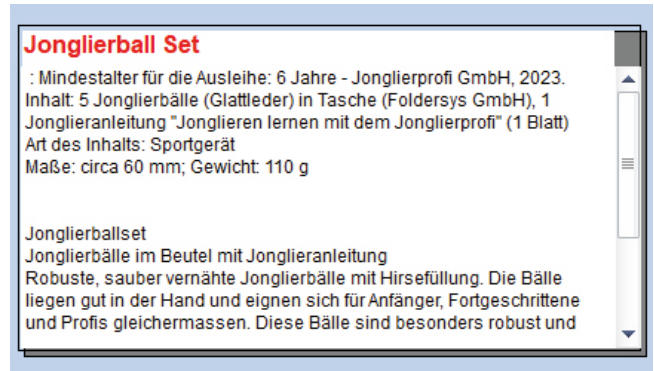 Jonglierball Set
: Mindestalter für die Ausleihe: 6 Jahre - Jonglierprofi GmbH, 2023.
Inhalt: 5 Jonglierbälle (Glattleder) in Tasche (Foldersys GmbH), 1
Jonglieranleitung "Jonglieren lernen mit dem Jonglierprofi" (1 Blatt)
Art des Inhalts: Sportgerät
Maße: circa 60 mm; Gewicht: 110 g
Jonglierballset
Jonglierbälle im Beutel mit Jonglieranleitung
Robuste, sauber vernähte Jonglierbälle mit Hirsefüllung. Die Bälle
liegen gut in der Hand und eignen sich für Anfänger, Fortgeschrittene
und Profis gleichermassen. Diese Bälle sind besonders robust und